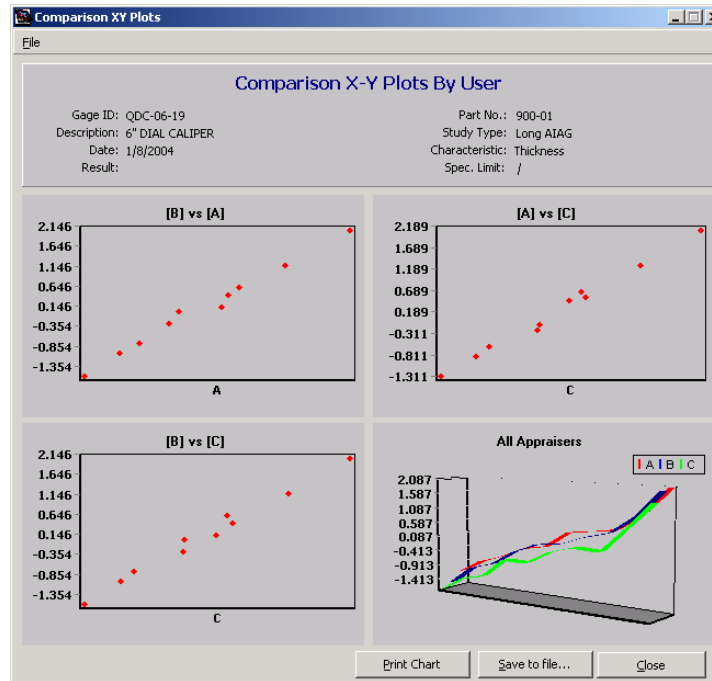 Comparison XY Plots
File
Comparison X-Y Plots By User
Gage ID: QDC-06-19
Part No.: 900-01
Description: 6" DIAL CALIPER
Study Type: Long AIAG
Date: 1/8/2004
Characteristic: Thickness
Result:
Spec. Limit: /
[B] vs [A]
2.146
1.646
1.146
0.646
0.146
-0.354
-0.854
-1.354
A
[A] vs [C]
2.189
1.689
1.189
0.689
0.189
-0.311
-0.811
-1.311
C
[B] vs [C]
2.146
1.646
1.146
0.646
0.146
-0.354
-0.854
-1.354
C
All Appraisers
A B C
2.087
1.587
1.087
0.587
0.087
-0.413
-0.913
-1.413
Print Chart
Save to file...
Close